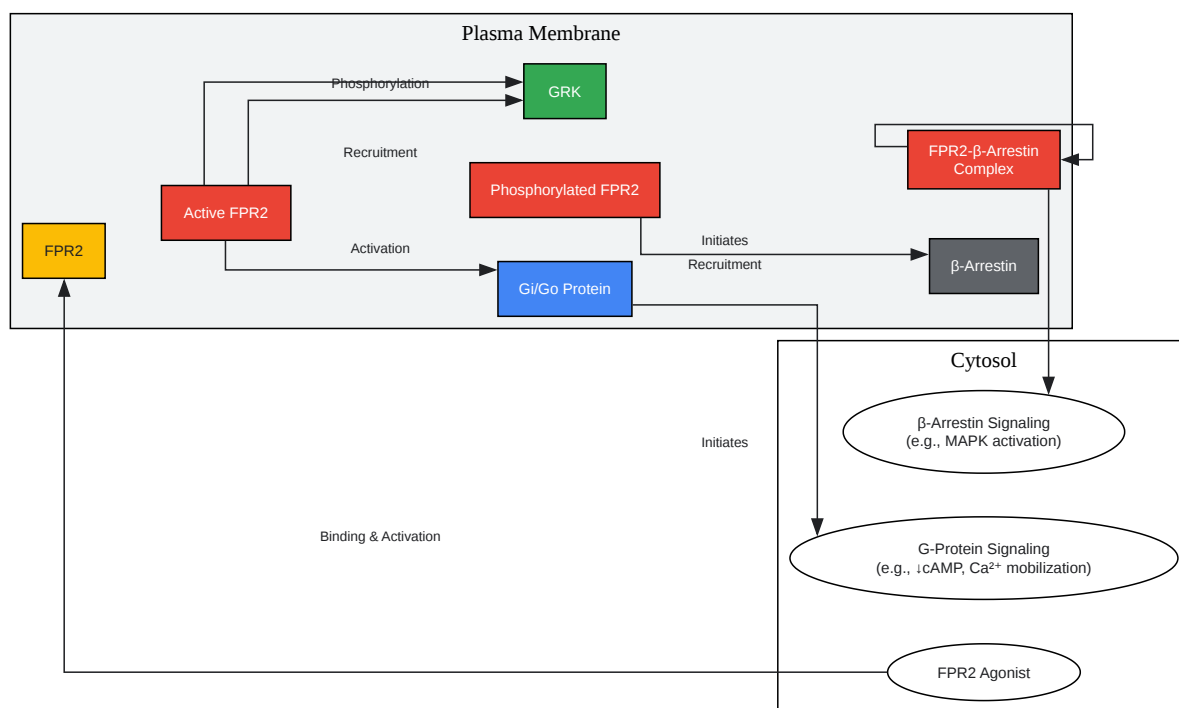 Plasma Membrane
Phosphorylation
GRK
Recruitment
FPR2-β-Arrestin
Complex
Phosphorylated FPR2
Active FPR2
FPR2
Activation
Initiates
Recruitment
β-Arrestin
Gi/Go Protein
Cytosol
β-Arrestin Signaling
(e.g., MAPK activation)
Initiates
Binding & Activation
G-Protein Signaling
(e.g., ↓cAMP, Ca²⁺ mobilization)
FPR2 Agonist